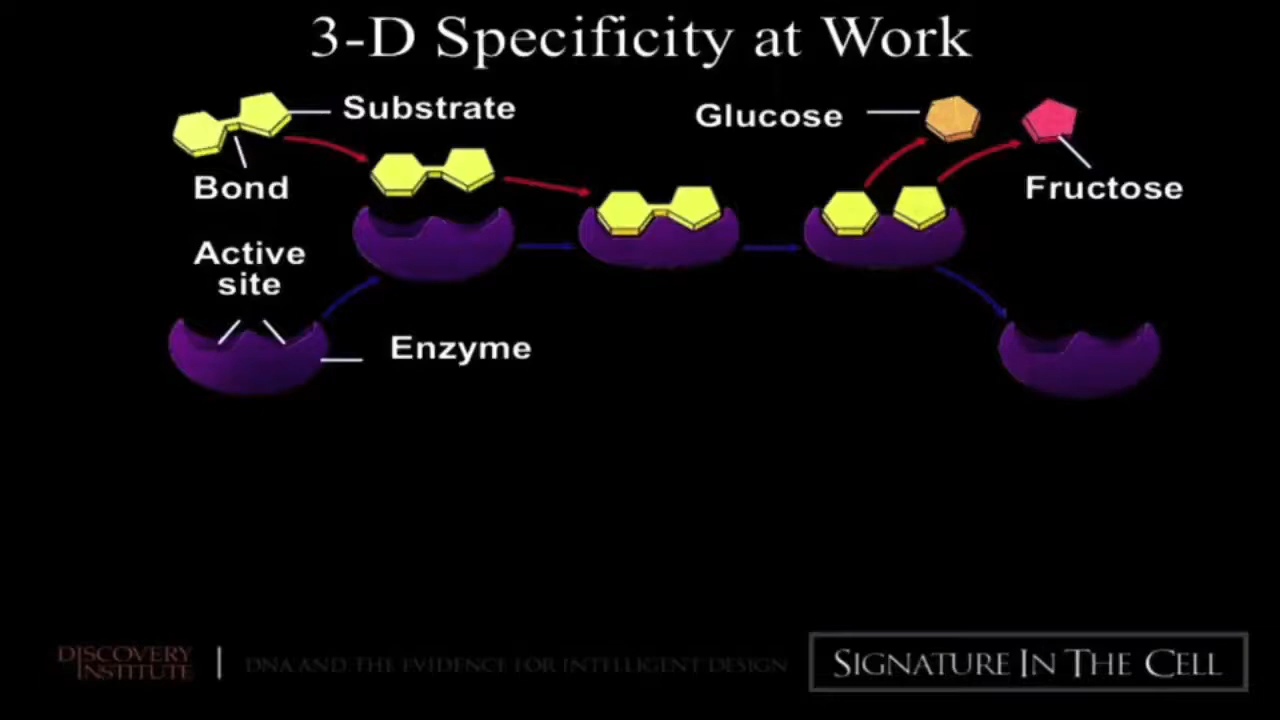 3-D Specificity at Work
Substrate
Glucose
Bond
Fructose
Active
site
Enzyme
DISCOVERY
INSTITUTE
DNA AND THE EVIDENCE FOR INTELLIGENT DESIGN
SIGNATURE IN THE CELL